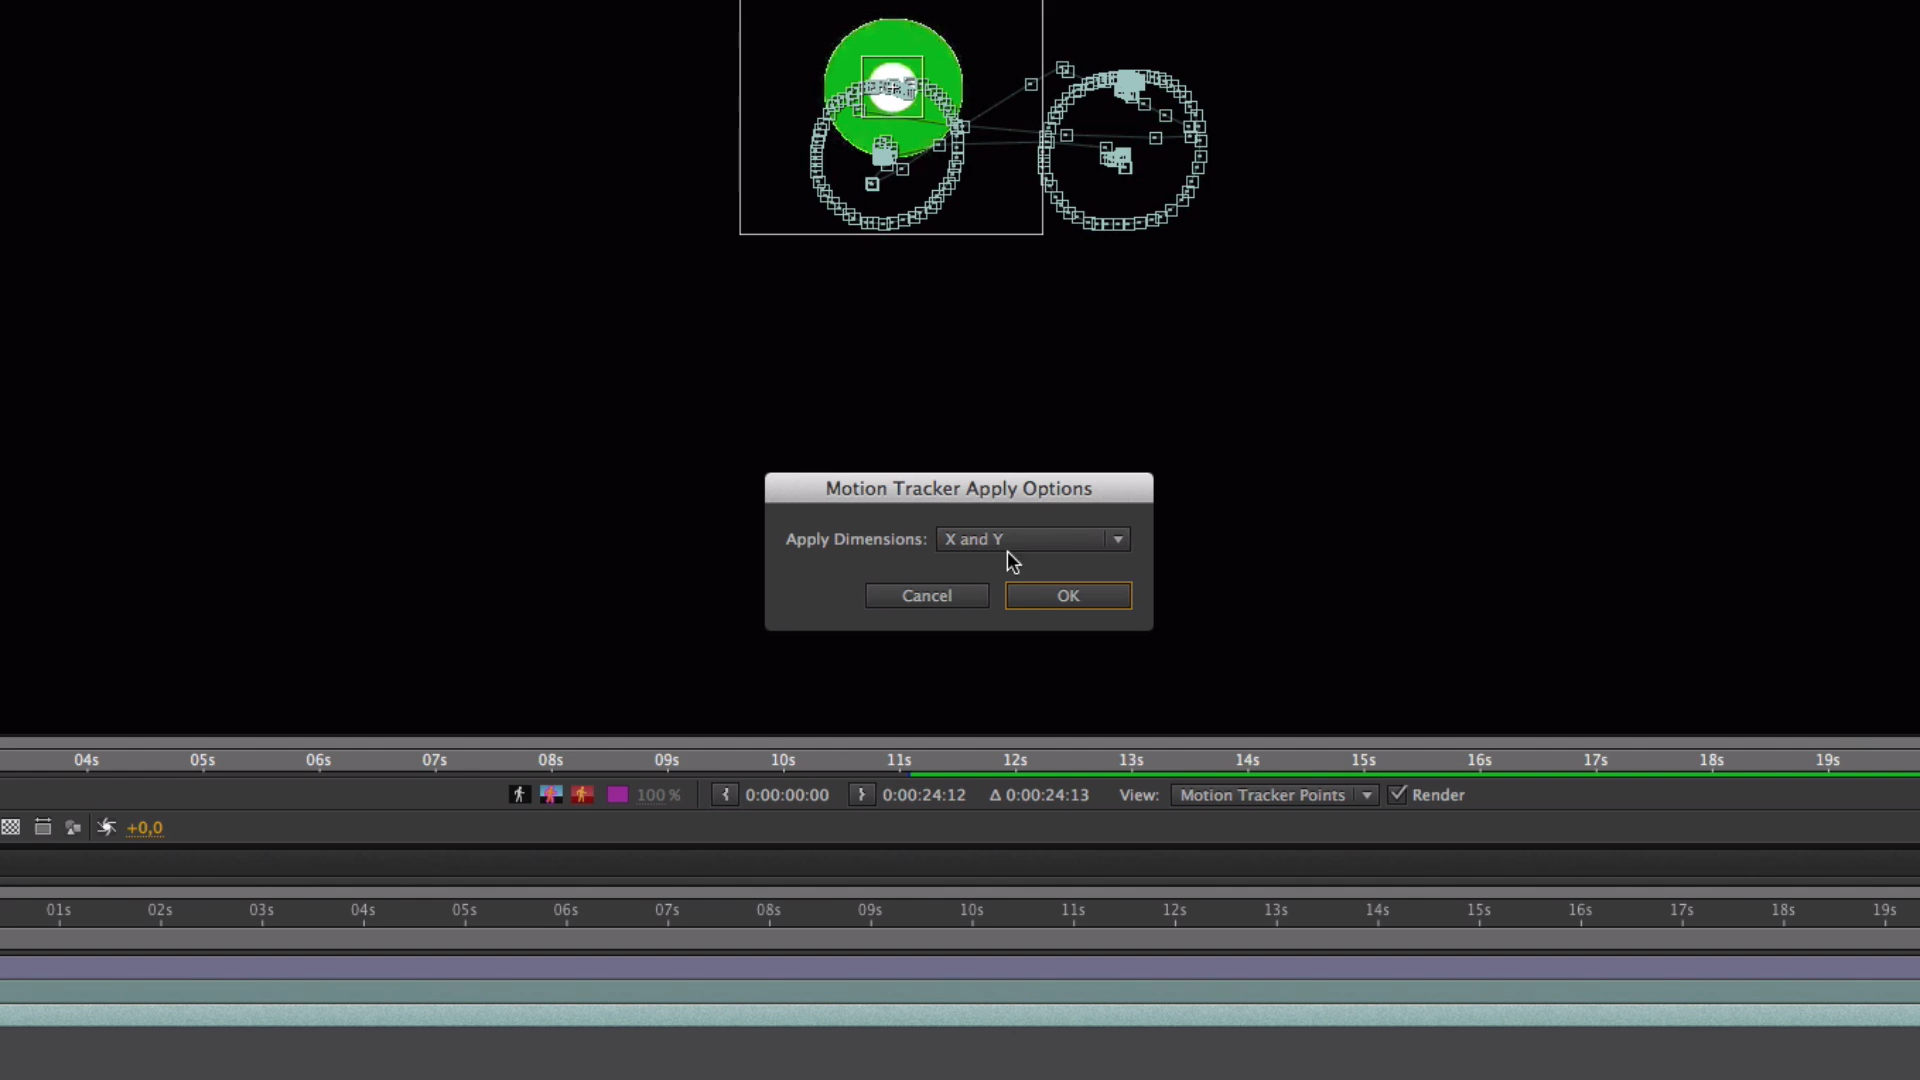 Motion Tracker Apply Options
Apply Dimensions: X and Y
Cancel OK
04s 05s 06s 07s 08s 09s 10s 11s 12s 13s 14s 15s 16s 17s 18s 19s
100 % { 0:00:00:00 } 0:00:24:12 Δ 0:00:24:13 View: Motion Tracker Points Render
+0,0
01s 02s 03s 04s 05s 06s 07s 08s 09s 10s 11s 12s 13s 14s 15s 16s 17s 18s 19s